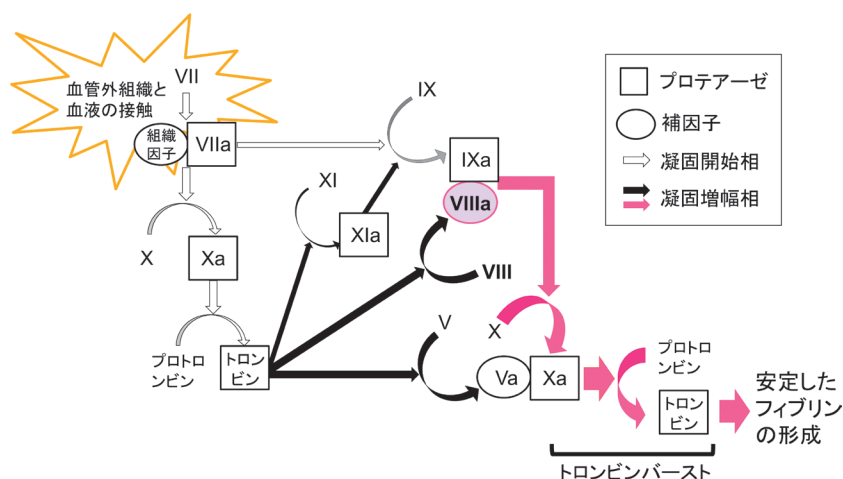 血管外組織と
血液の接触
VII
組織
因子
VIIa
X
Xa
プロトロ
ンビン
トロン
ビン
XI
XIa
IX
IXa
VIIIa
VIII
V
Va
X
Xa
プロトロ
ンビン
トロン
ビン
トロンビンバースト
安定した
フィブリン
の形成
プロテアーゼ
補因子
凝固開始相
凝固増幅相